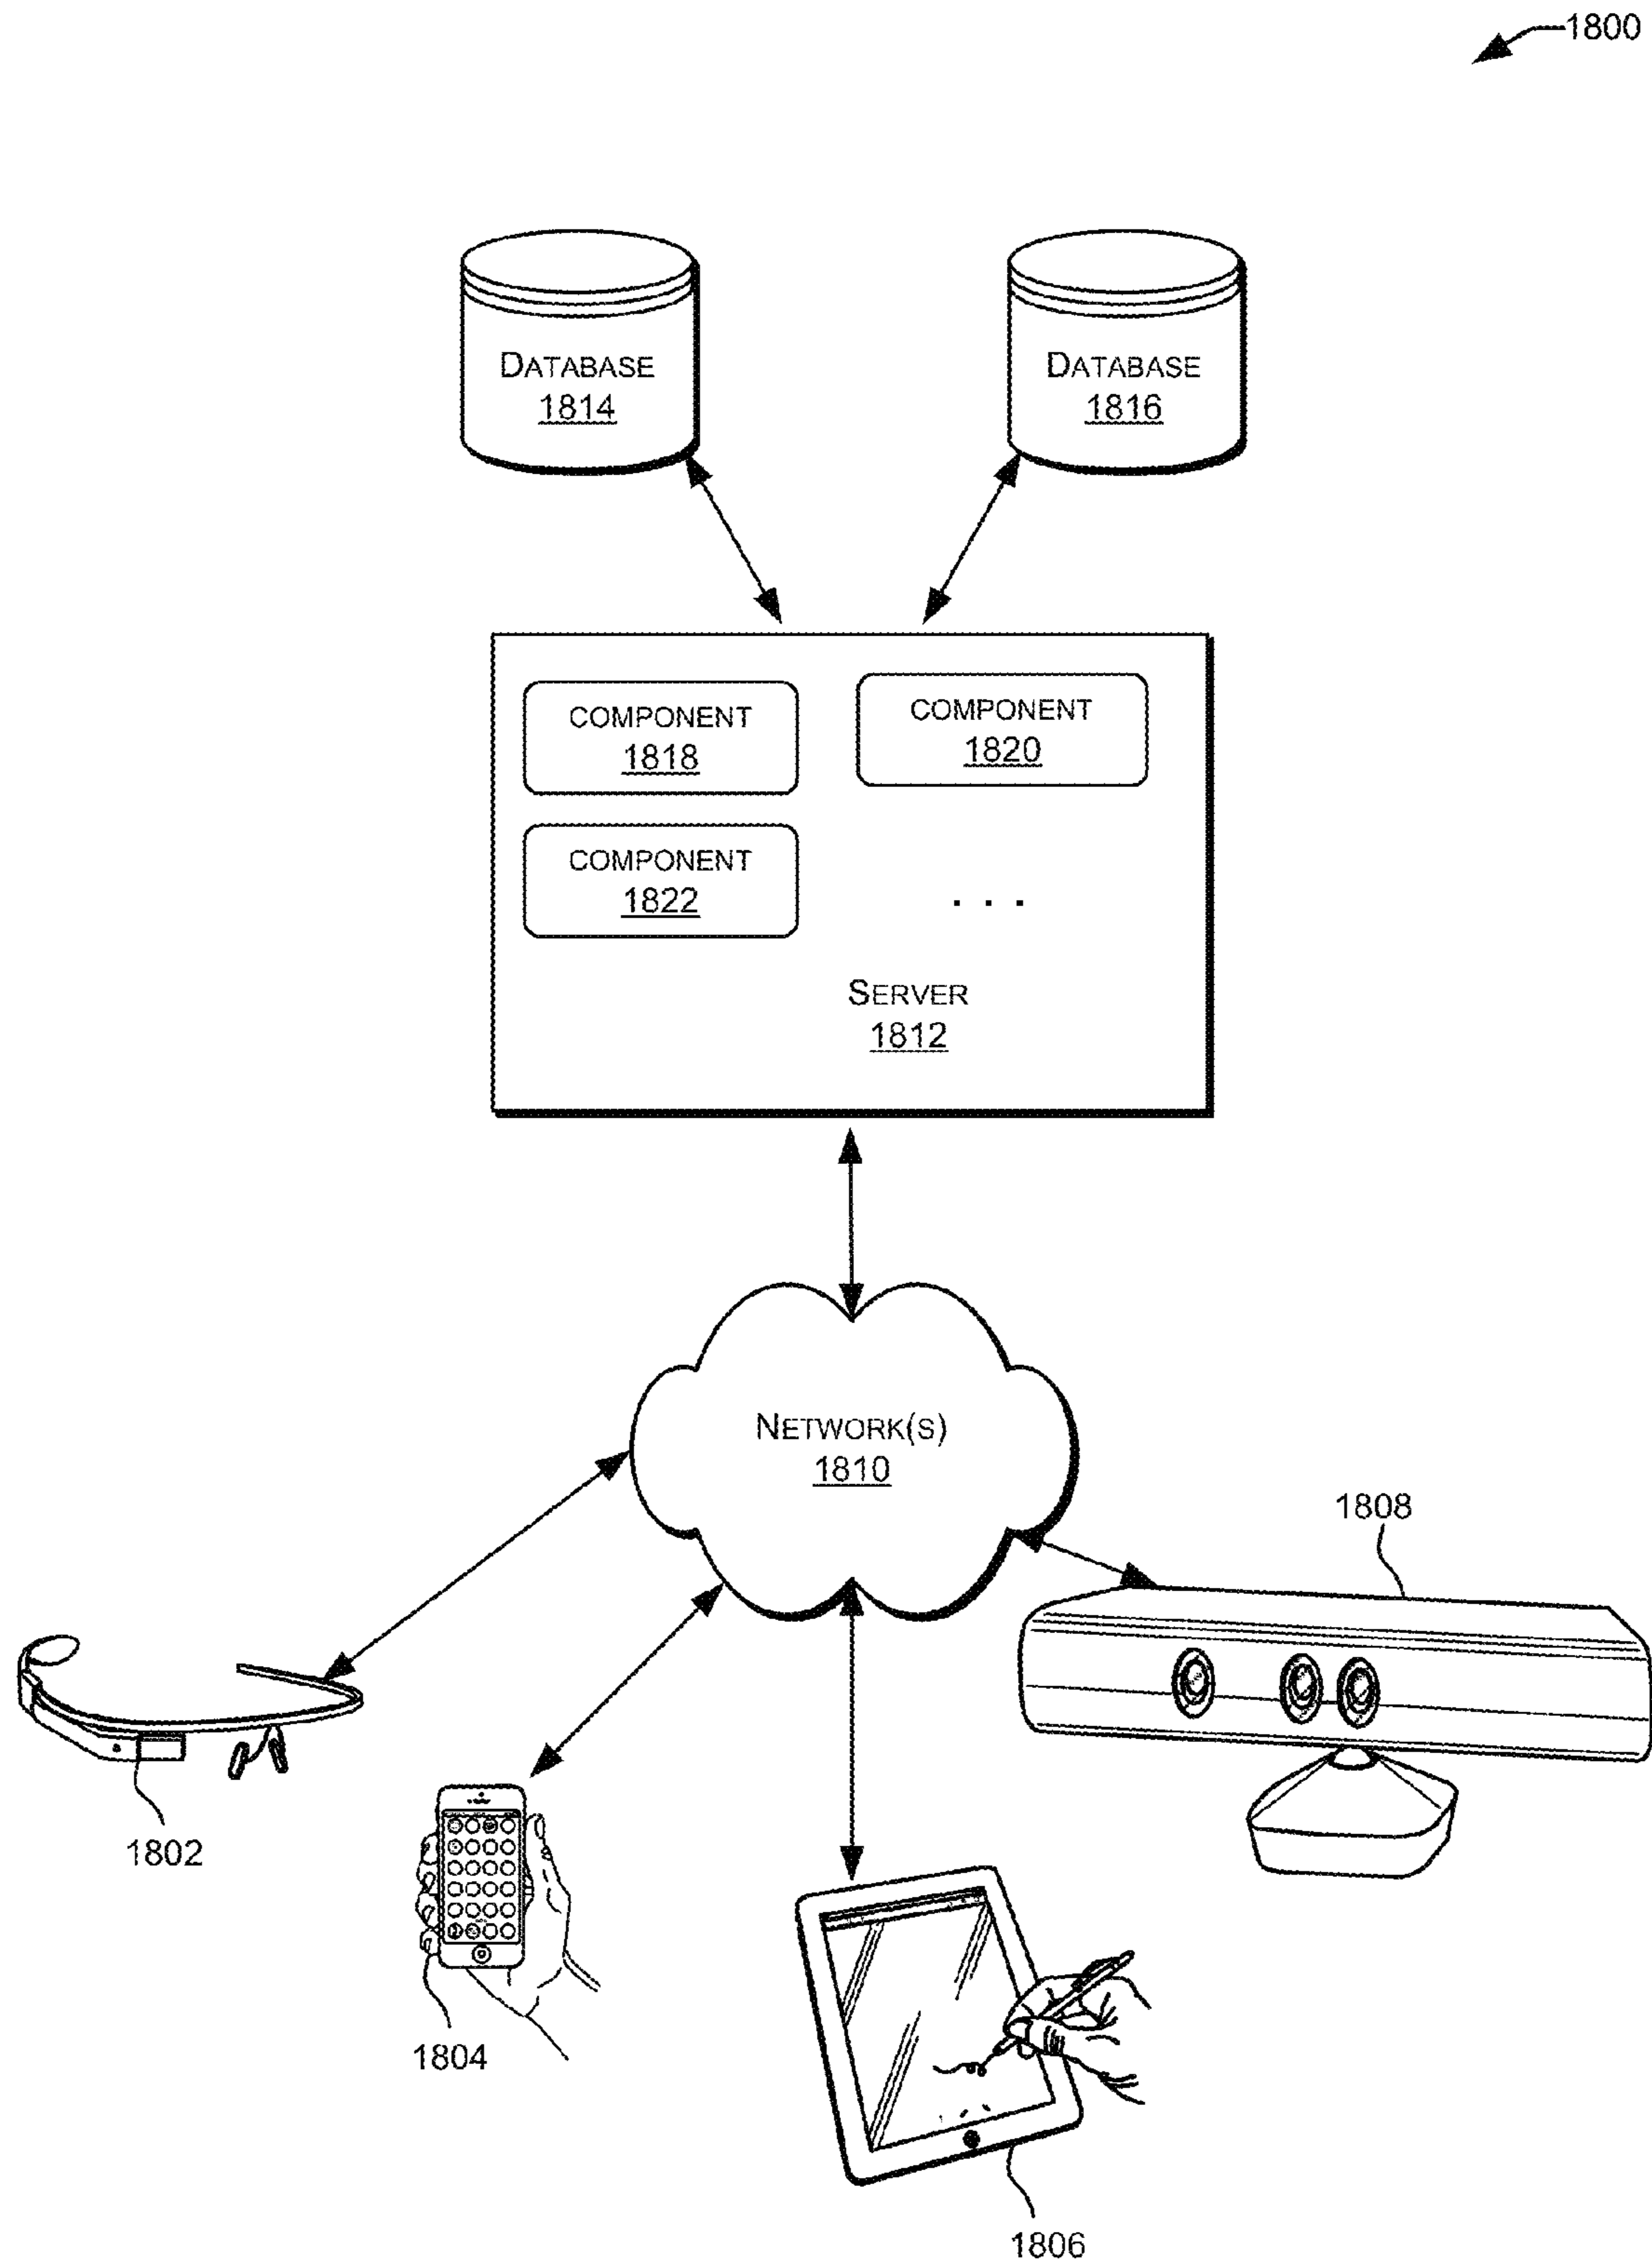 1800
DATABASE
1814
DATABASE
1816
COMPONENT
1818
COMPONENT
1820
COMPONENT
1822
. . .
SERVER
1812
NETWORK(S)
1810
1808
1802
1804
1806